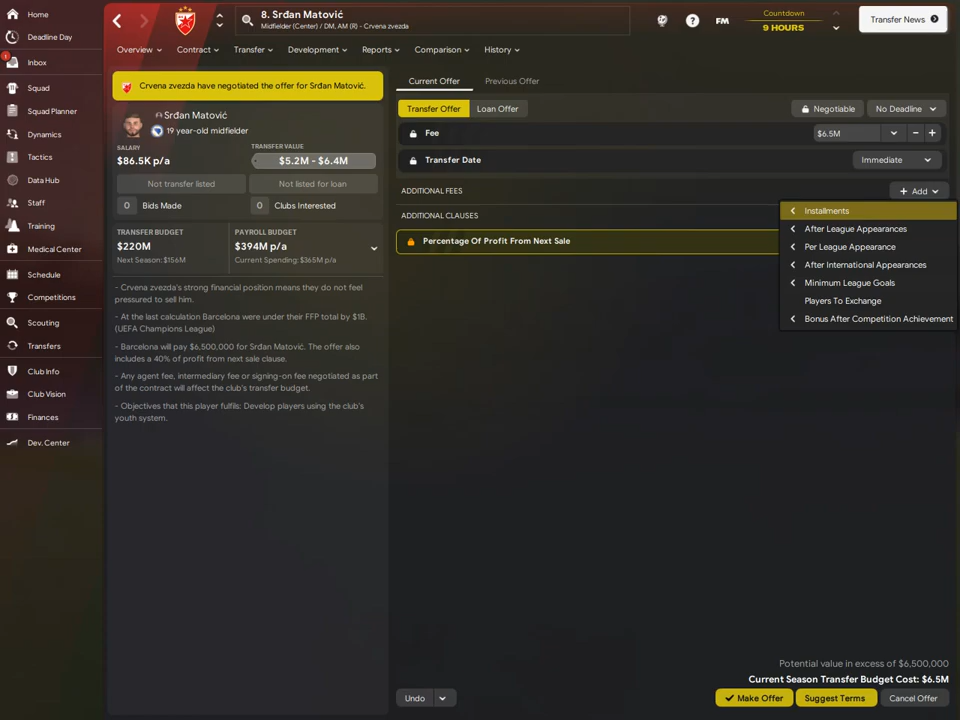 Home
Deadline Day
1
Inbox
Squad
Squad Planner
Dynamics
Tactics
Data Hub
Staff
Training
Medical Center
Schedule
Competitions
Scouting
Transfers
Club Info
Club Vision
Finances
Dev. Center
8. Srđan Matović
Midfielder (Center) / DM, AM (R) - Crvena zvezda
?
FM
Countdown
9 HOURS
Transfer News
Overview
Contract
Transfer
Development
Reports
Comparison
History
Crvena zvezda have negotiated the offer for Srđan Matović.
Srđan Matović
19 year-old midfielder
SALARY
$86.5K p/a
TRANSFER VALUE
$5.2M - $6.4M
Not transfer listed
Not listed for loan
0 Bids Made
0 Clubs Interested
TRANSFER BUDGET
$220M
Next Season: $156M
PAYROLL BUDGET
$394M p/a
Current Spending: $365M p/a
- Crvena zvezda's strong financial position means they do not feel
pressured to sell him.
- At the last calculation Barcelona were under their FFP total by $1B.
(UEFA Champions League)
- Barcelona will pay $6,500,000 for Srđan Matović. The offer also
includes a 40% of profit from next sale clause.
- Any agent fee, intermediary fee or signing-on fee negotiated as part
of the contract will affect the club's transfer budget.
- Objectives that this player fulfils: Develop players using the club's
youth system.
Current Offer
Previous Offer
Transfer Offer
Loan Offer
Negotiable
No Deadline
Fee
$6.5M
Transfer Date
Immediate
ADDITIONAL FEES
+ Add
ADDITIONAL CLAUSES
Percentage Of Profit From Next Sale
Installments
After League Appearances
Per League Appearance
After International Appearances
Minimum League Goals
Players To Exchange
Bonus After Competition Achievement
Potential value in excess of $6,500,000
Current Season Transfer Budget Cost: $6.5M
Undo
Make Offer
Suggest Terms
Cancel Offer